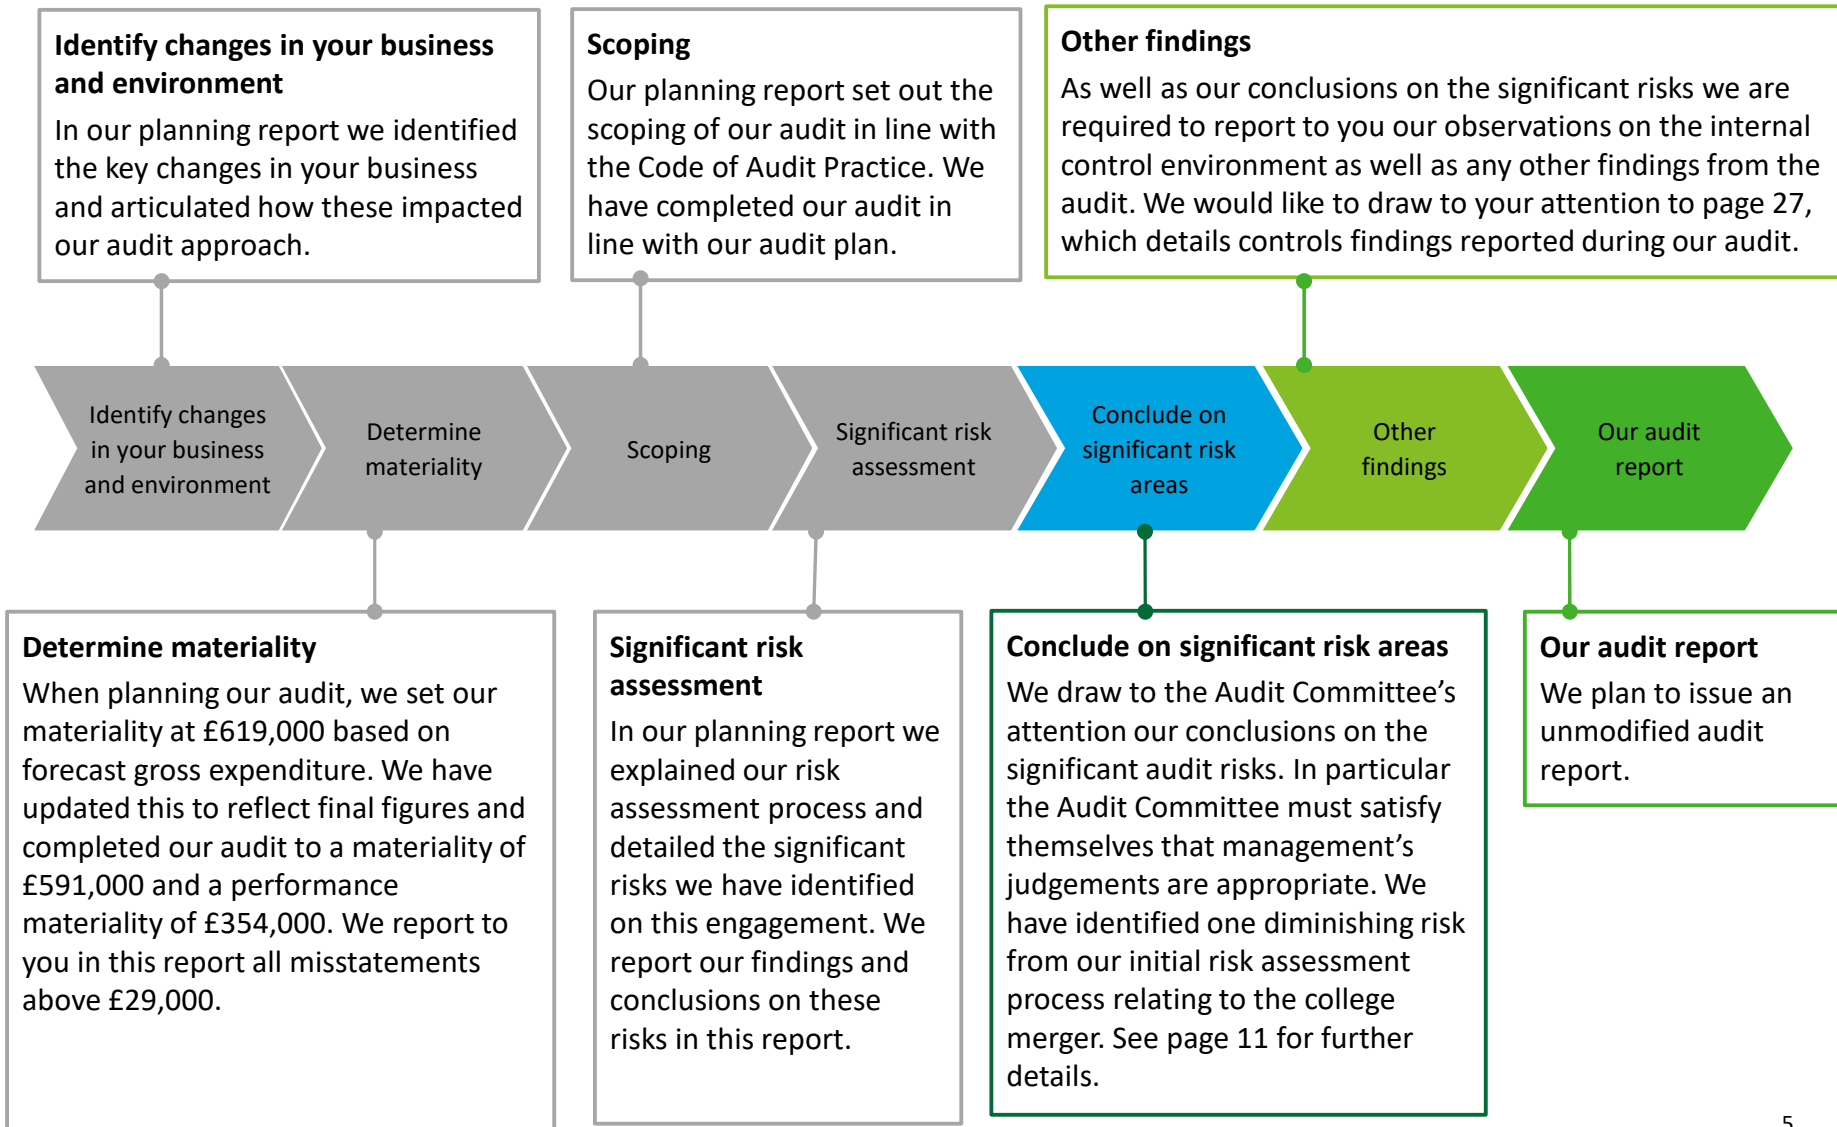 Identify changes in your business
and environment
In our planning report we identified
the key changes in your business
and articulated how these impacted
our audit approach.
Scoping
Our planning report set out the
scoping of our audit in line with
the Code of Audit Practice. We
have completed our audit in
line with our audit plan.
Other findings
As well as our conclusions on the significant risks we are
required to report to you our observations on the internal
control environment as well as any other findings from the
audit. We would like to draw to your attention to page 27,
which details controls findings reported during our audit.
Identify changes
in your business
and environment
Determine
materiality
Scoping
Significant risk
assessment
Conclude on
significant risk
areas
Other
findings
Our audit
report
Determine materiality
When planning our audit, we set our
materiality at £619,000 based on
forecast gross expenditure. We have
updated this to reflect final figures and
completed our audit to a materiality of
£591,000 and a performance
materiality of £354,000. We report to
you in this report all misstatements
above £29,000.
Significant risk
assessment
In our planning report we
explained our risk
assessment process and
detailed the significant
risks we have identified
on this engagement. We
report our findings and
conclusions on these
risks in this report.
Conclude on significant risk areas
We draw to the Audit Committee’s
attention our conclusions on the
significant audit risks. In particular
the Audit Committee must satisfy
themselves that management’s
judgements are appropriate. We
have identified one diminishing risk
from our initial risk assessment
process relating to the college
merger. See page 11 for further
details.
Our audit report
We plan to issue an
unmodified audit
report.
5